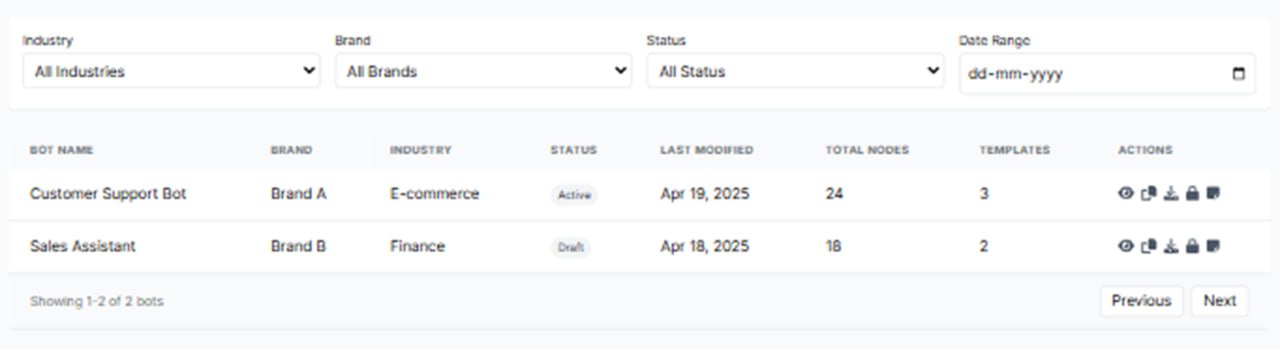 Industry Brand Status Date Range
All Industries All Brands All Status dd-mm-yyyy
BOT NAME BRAND INDUSTRY STATUS LAST MODIFIED TOTAL NODES TEMPLATES ACTIONS
Customer Support Bot Brand A E-commerce Active Apr 19, 2025 24 3
Sales Assistant Brand B Finance Draft Apr 18, 2025 18 2
Showing 1-2 of 2 bots Previous Next